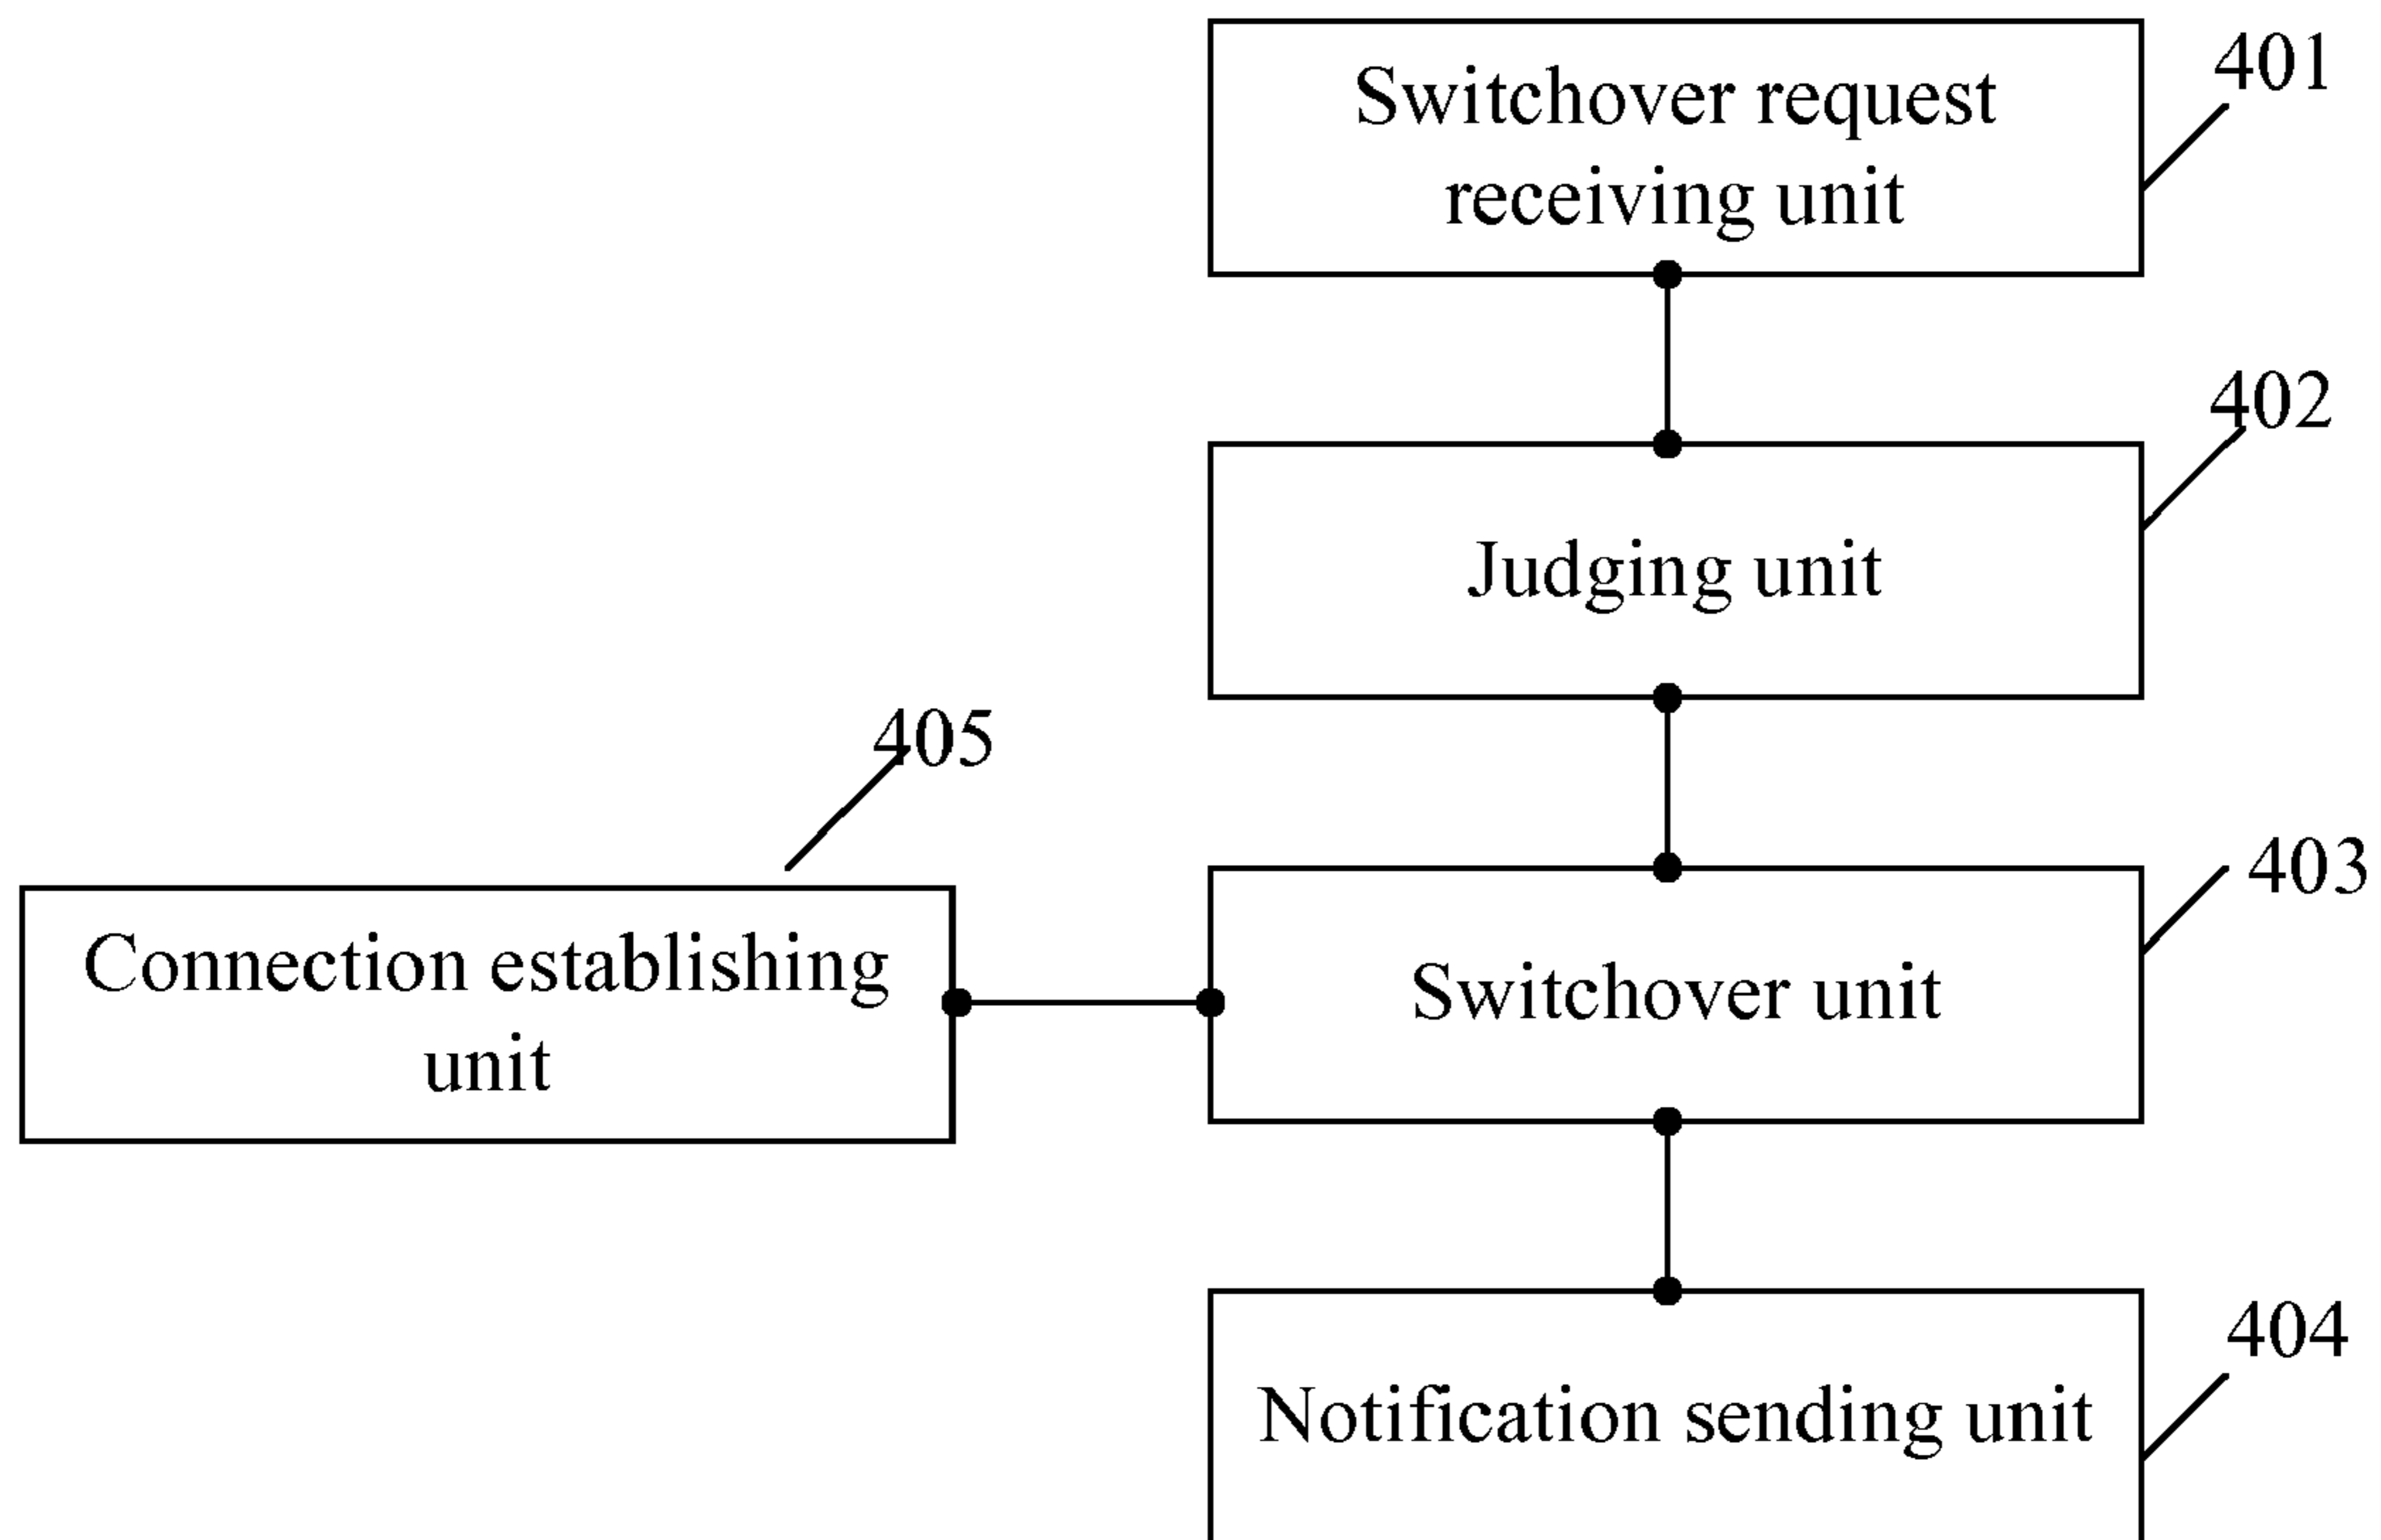 Switchover request
receiving unit
401
Judging unit
402
405
Connection establishing
unit
Switchover unit
403
Notification sending unit
404